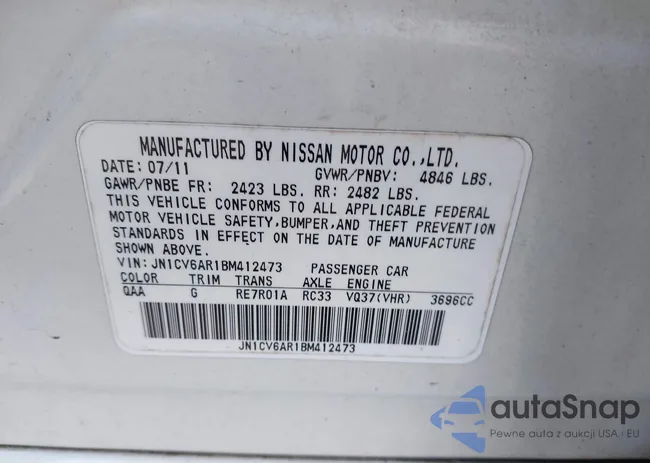 MANUFACTURED BY NISSAN MOTOR CO.,LTD.
DATE: 07/11 GVWR/PNBV: 4846 LBS.
GAWR/PNBE FR: 2423 LBS. RR: 2482 LBS.
THIS VEHICLE CONFORMS TO ALL APPLICABLE FEDERAL
MOTOR VEHICLE SAFETY,BUMPER,AND THEFT PREVENTION
STANDARDS IN EFFECT ON THE DATE OF MANUFACTURE
SHOWN ABOVE.
VIN: JN1CV6AR1BM412473 PASSENGER CAR
COLOR TRIM TRANS AXLE ENGINE
QAA G RE7R01A RC33 VQ37(VHR) 3696CC
JN1CV6AR1BM412473
autaSnap
Pewne auta z aukcji USA i EU